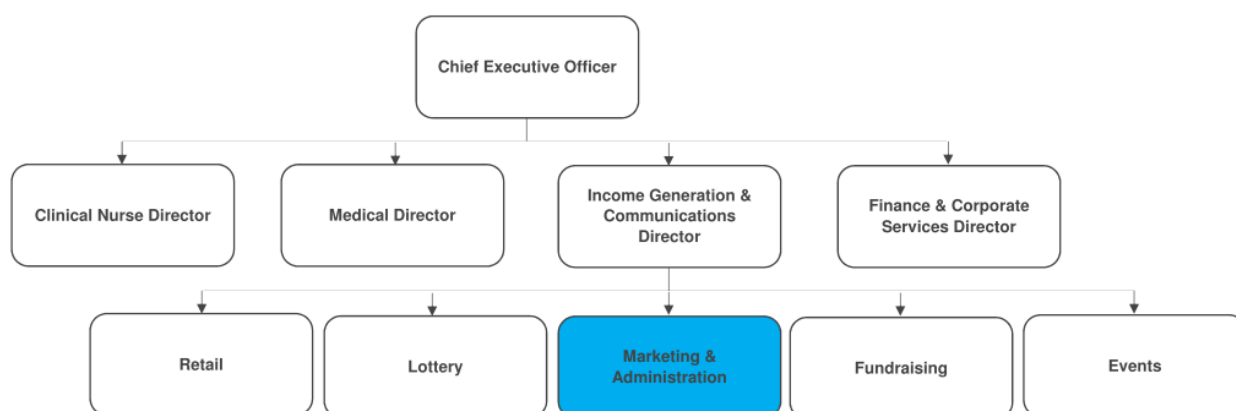 Chief Executive Officer
Clinical Nurse Director
Medical Director
Income Generation &
Communications
Director
Finance & Corporate
Services Director
Retail
Lottery
Marketing &
Administration
Fundraising
Events